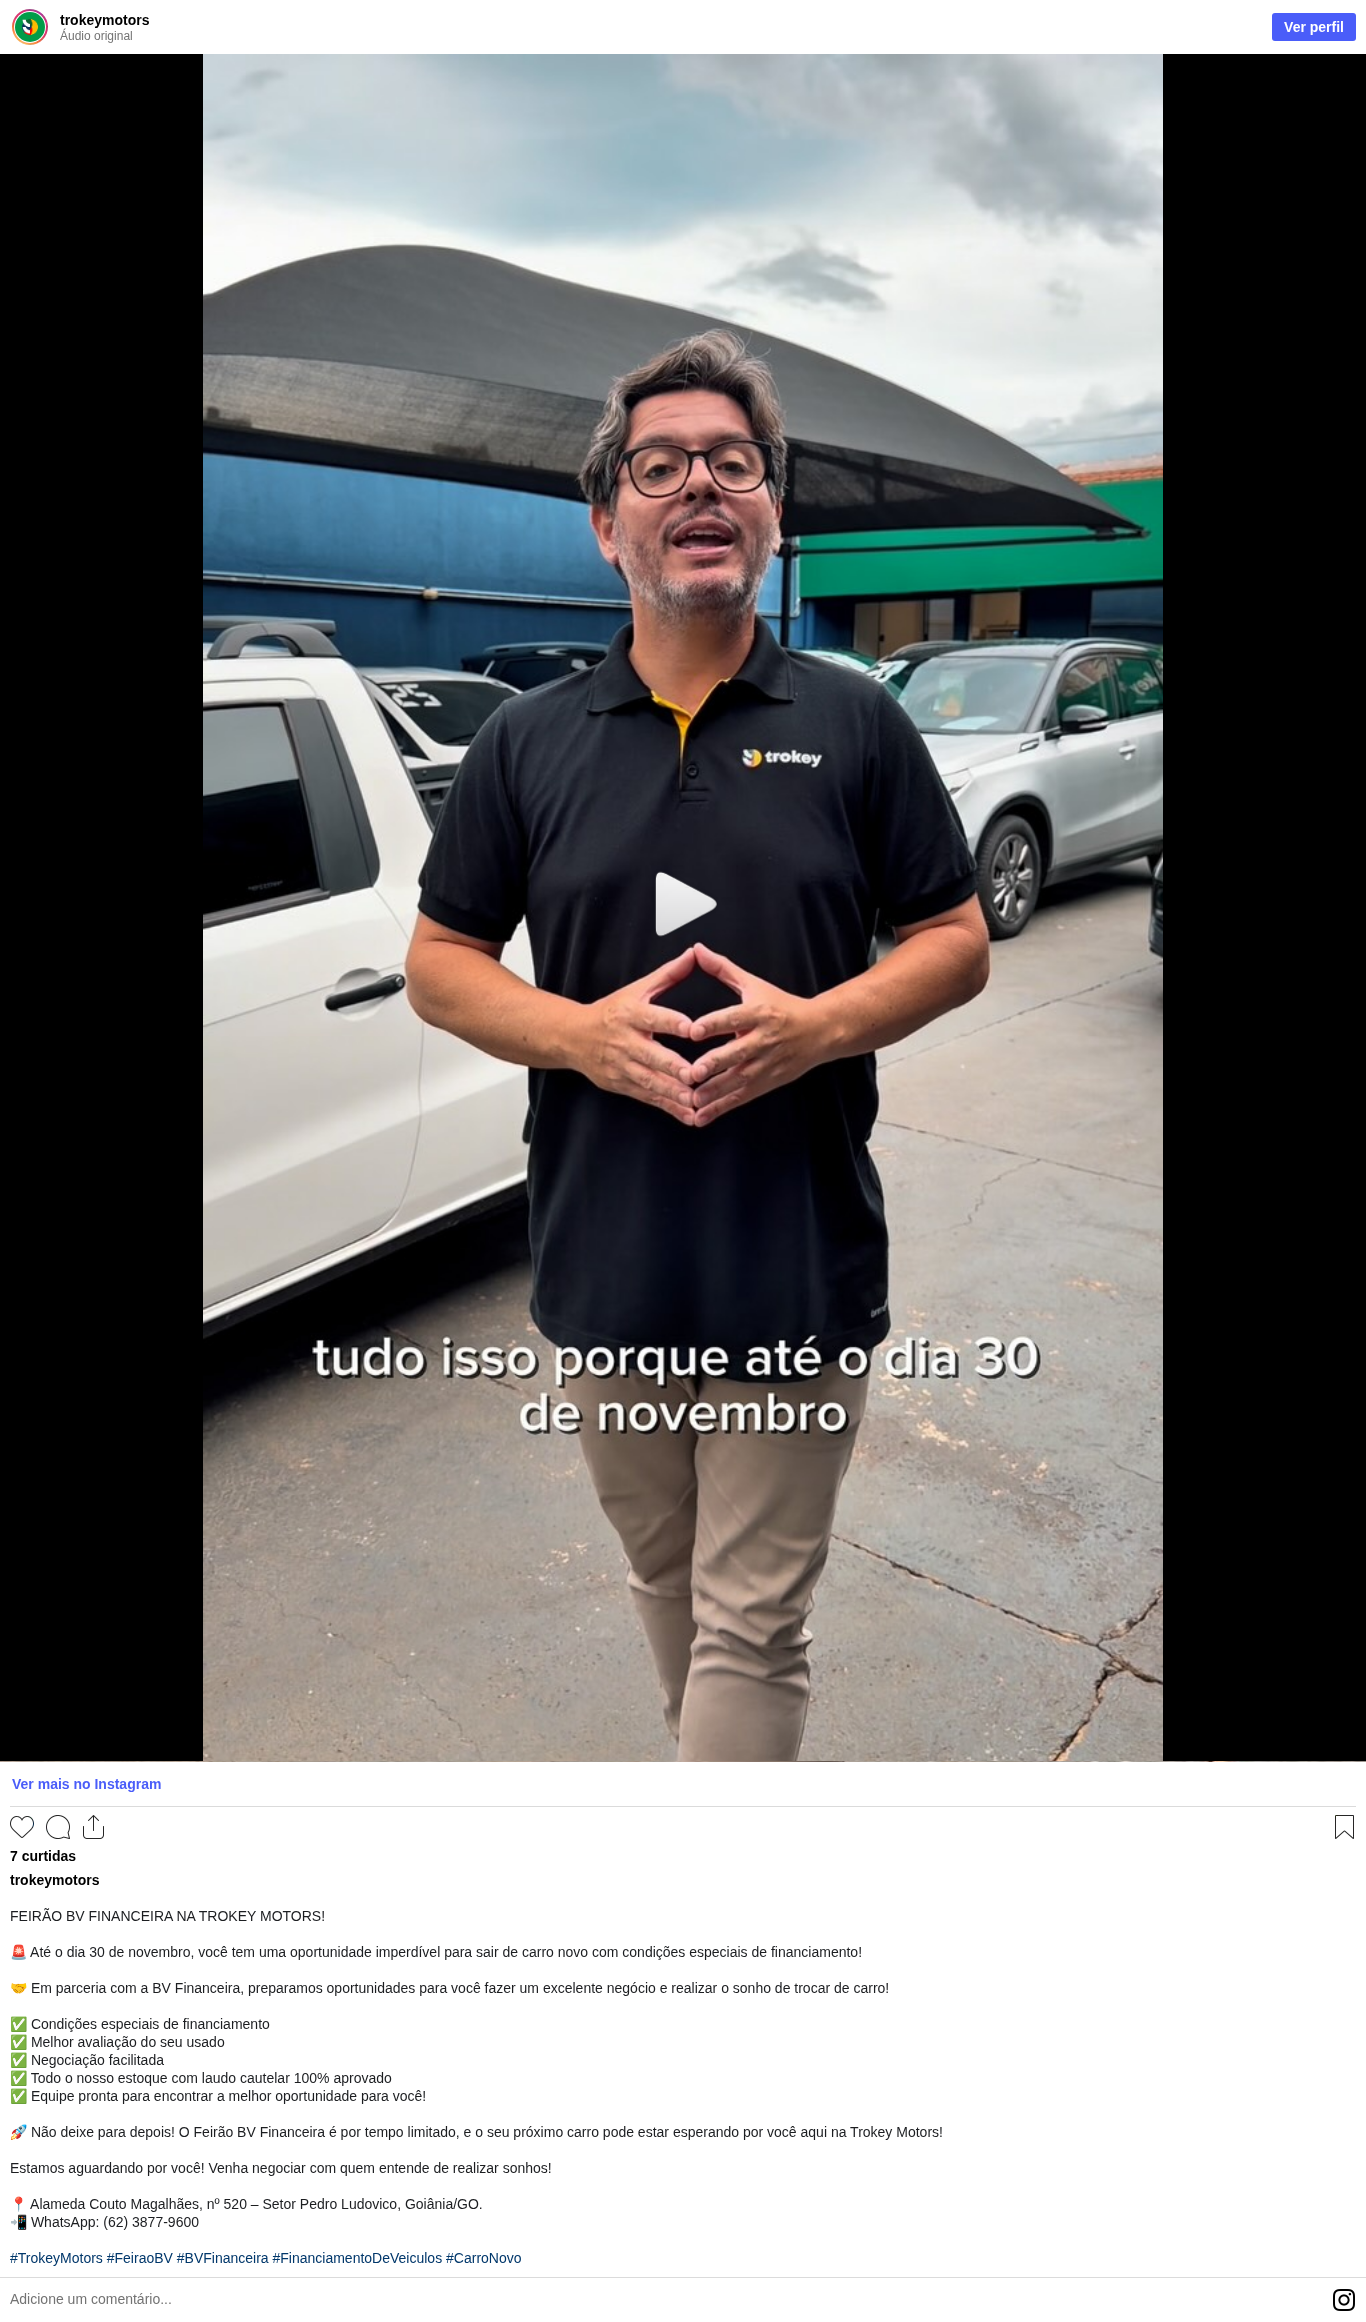 trokeymotors
Áudio original
Ver perfil
25
trokey
tudo isso porque até o dia 30
de novembro
Ver mais no Instagram
7 curtidas
trokeymotors
FEIRÃO BV FINANCEIRA NA TROKEY MOTORS!
🚨 Até o dia 30 de novembro, você tem uma oportunidade imperdível para sair de carro novo com condições especiais de financiamento!
🤝 Em parceria com a BV Financeira, preparamos oportunidades para você fazer um excelente negócio e realizar o sonho de trocar de carro!
✅ Condições especiais de financiamento
✅ Melhor avaliação do seu usado
✅ Negociação facilitada
✅ Todo o nosso estoque com laudo cautelar 100% aprovado
✅ Equipe pronta para encontrar a melhor oportunidade para você!
🚀 Não deixe para depois! O Feirão BV Financeira é por tempo limitado, e o seu próximo carro pode estar esperando por você aqui na Trokey Motors!
Estamos aguardando por você! Venha negociar com quem entende de realizar sonhos!
📍 Alameda Couto Magalhães, nº 520 – Setor Pedro Ludovico, Goiânia/GO.
📲 WhatsApp: (62) 3877-9600
#TrokeyMotors #FeiraoBV #BVFinanceira #FinanciamentoDeVeiculos #CarroNovo
Adicione um comentário...